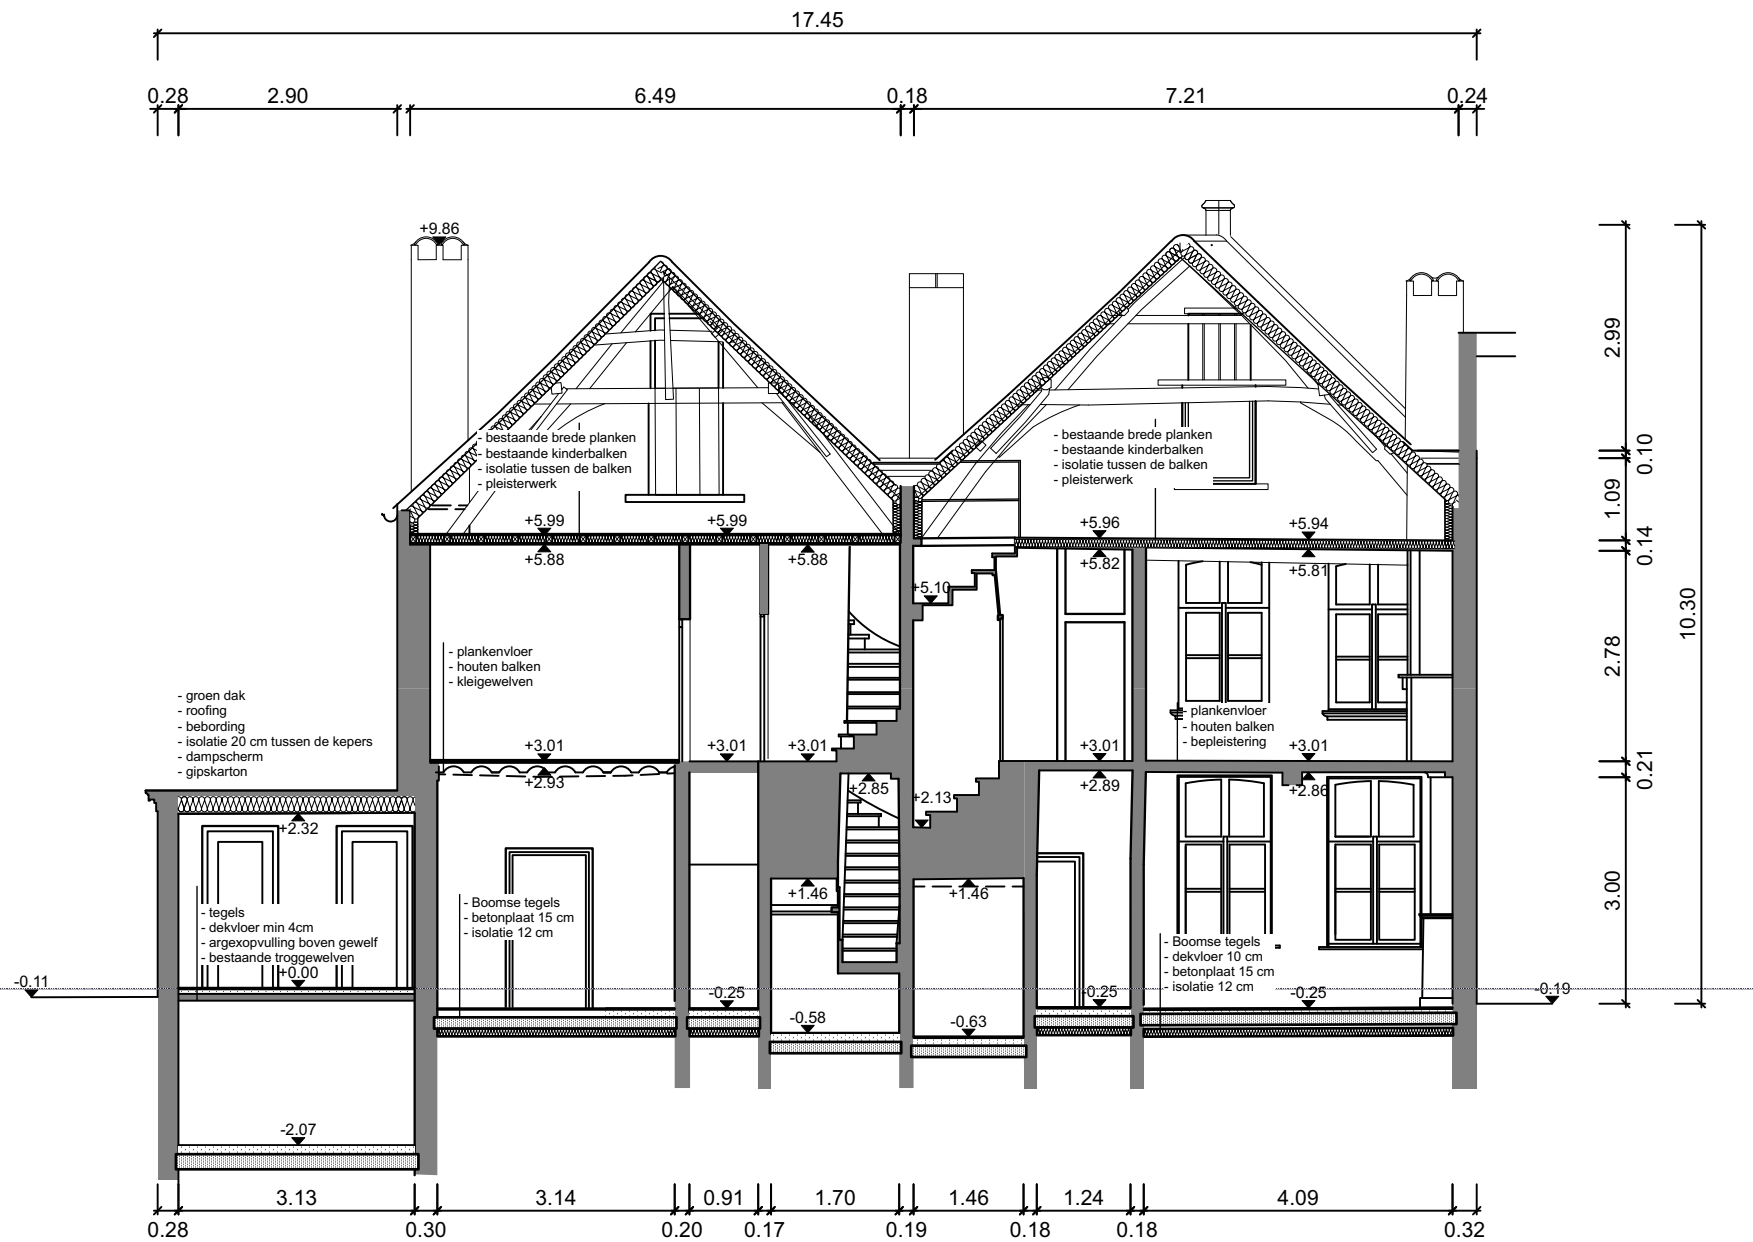 17.45
0.28 2.90 6.49 0.18 7.21 0.24
+9.86
2.99
- bestaande brede planken
- bestaande kinderbalken
- isolatie tussen de balken
- pleisterwerk
- bestaande brede planken
- bestaande kinderbalken
- isolatie tussen de balken
- pleisterwerk
0.10
1.09
+5.99 +5.99 +5.96 +5.94
0.14
+5.88 +5.88 +5.82 +5.81
+5.10
10.30
2.78
- plankenvloer
- houten balken
- kleigewelven
- groen dak
- roofing
- bebording
- isolatie 20 cm tussen de kepers
- dampscherm
- gipskarton
- plankenvloer
- houten balken
- bepleistering
+3.01 +3.01 +3.01 +3.01 +3.01
0.21
+2.93 +2.85 +2.89 +2.86
+2.13
+2.32
+1.46 +1.46
3.00
- tegels
- dekvloer min 4cm
- argexopvulling boven gewelf
- bestaande troggewelven
+0.00
- Boomse tegels
- betonplaat 15 cm
- isolatie 12 cm
- Boomse tegels
- dekvloer 10 cm
- betonplaat 15 cm
- isolatie 12 cm
-0.11 -0.25 -0.25 -0.25 -0.19
-0.58 -0.63
-2.07
3.13 3.14 0.91 1.70 1.46 1.24 4.09
0.28 0.30 0.20 0.17 0.19 0.18 0.18 0.32